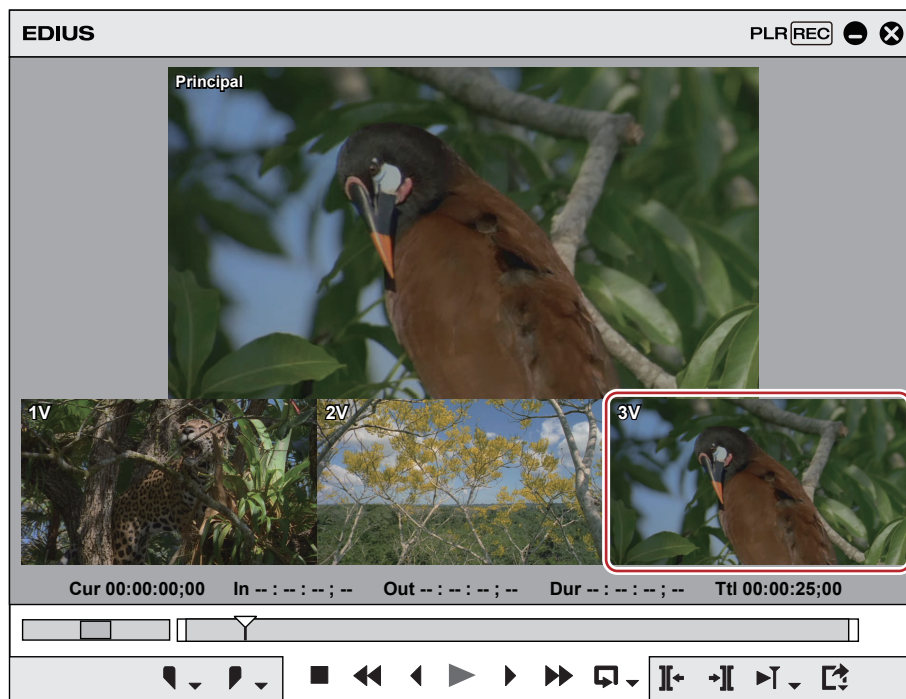 EDIUS PLR REC
Principal
1V 2V 3V
Cur 00:00:00;00 In -- : -- : -- ; -- Out -- : -- : -- ; -- Dur -- : -- : -- ; -- Ttl 00:00:25;00